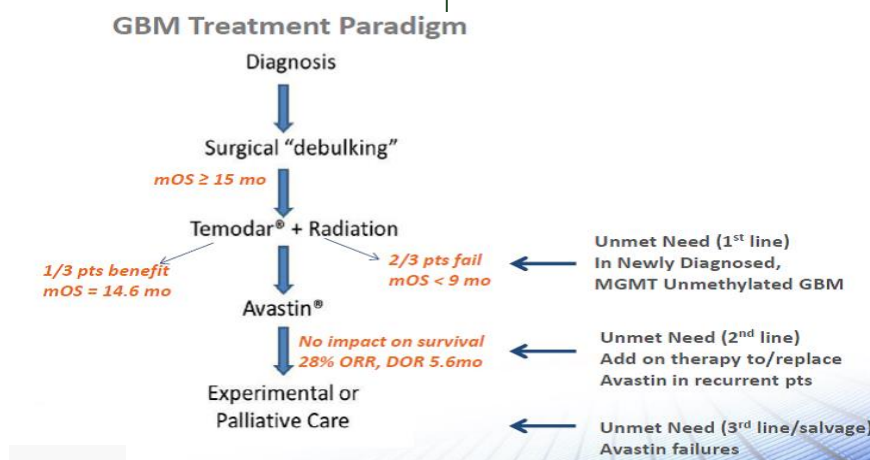 GBM Treatment Paradigm
Diagnosis
Surgical “debulking”
mOS ≥ 15 mo
Temodar® + Radiation
1/3 pts benefit
mOS = 14.6 mo
2/3 pts fail
mOS < 9 mo
Unmet Need (1st line)
In Newly Diagnosed,
MGMT Unmethylated GBM
Avastin®
No impact on survival
28% ORR, DOR 5.6mo
Unmet Need (2nd line)
Add on therapy to/replace
Avastin in recurrent pts
Experimental or
Palliative Care
Unmet Need (3rd line/salvage)
Avastin failures